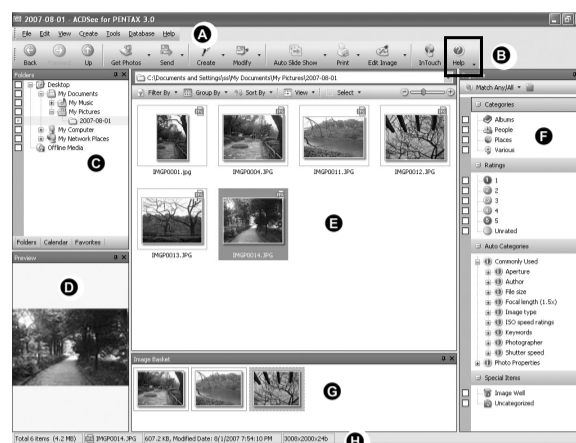 2007-08-01 - ACDSee for PENTAX 3.0
A
File Edit View Create Tools Database Help
Back Forward Up Get Photos Send Create Modify Auto Slide Show Print Edit Image InTouch Help
B
Folders
Desktop
My Documents
My Music
My Pictures
2007-08-01
My Computer
My Network Places
Offline Media
C
Folders Calendar Favorites
Preview
D
C:\Documents and Settings\jss\My Documents\My Pictures\2007-08-01
Filter By Group By Sort By View Select
IMGP0001.jpg IMGP0004.JPG IMGP0011.JPG IMGP0012.JPG
IMGP0013.JPG IMGP0014.JPG
E
Image Basket
G
Match Any/All
Categories
Albums
People
Places
Various
F
Ratings
1
2
3
4
5
Unrated
Auto Categories
Commonly Used
Aperture
Author
File size
Focal length (1.5x)
Image type
ISO speed ratings
Keywords
Photographer
Shutter speed
Photo Properties
Special Items
Image Well
Uncategorized
Total 6 items (4.2 MB) IMGP0014.JPG 607.2 KB, Modified Date: 8/1/2007 7:54:10 PM 3008x2000x24b
H